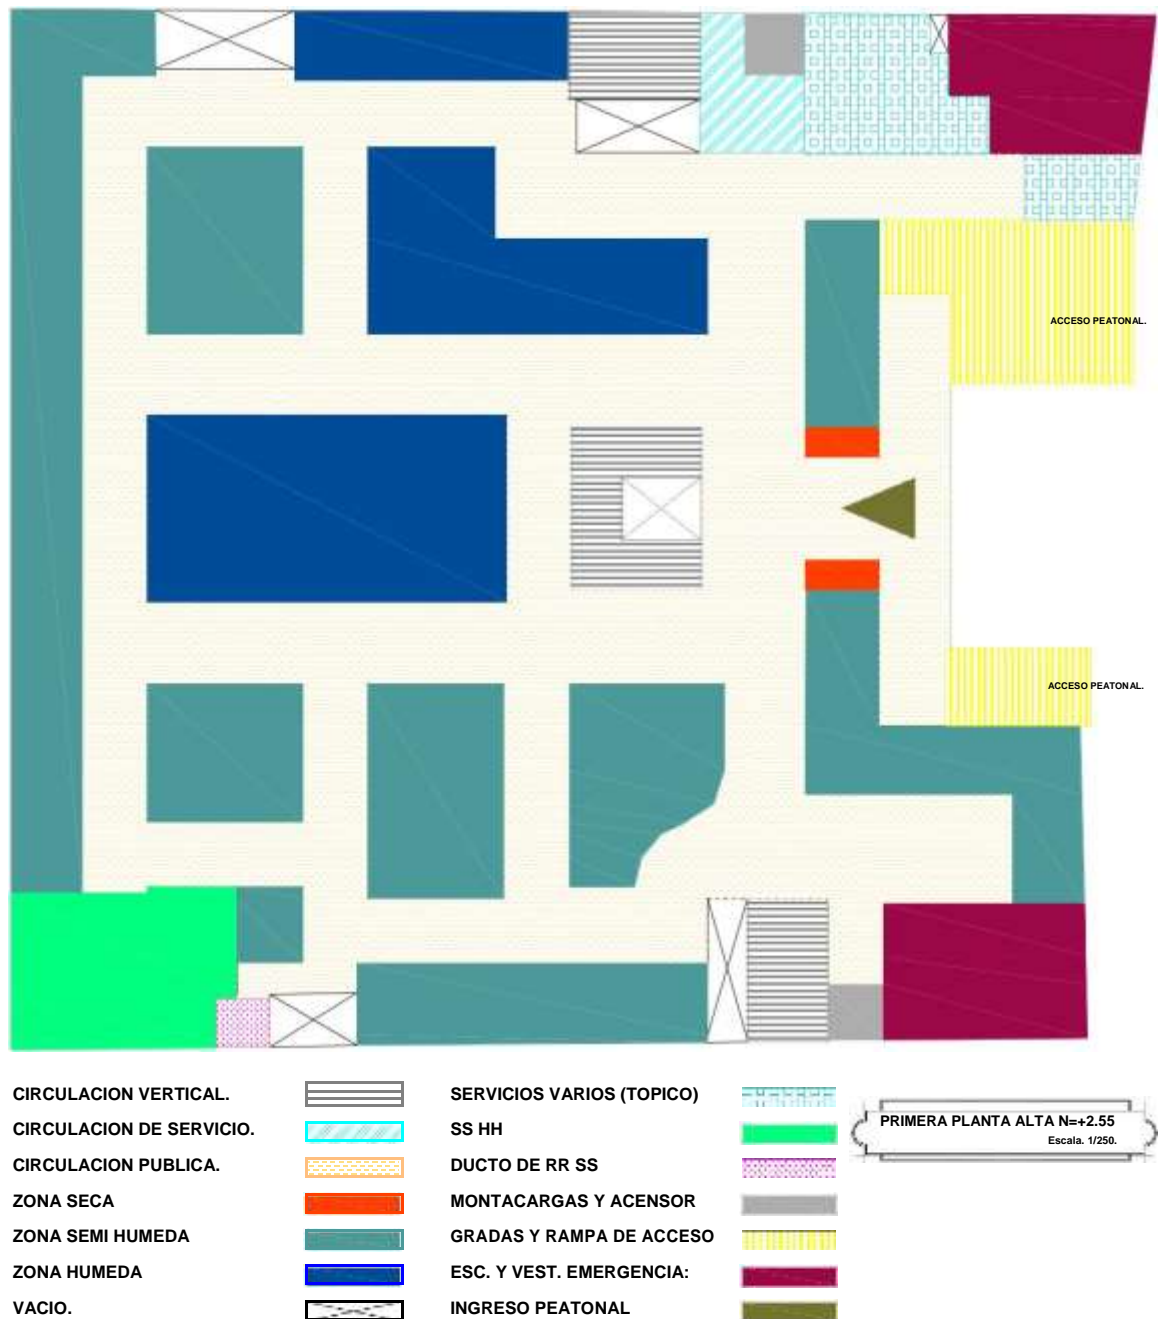 ACCESO PEATONAL.
ACCESO PEATONAL.
CIRCULACION VERTICAL.
CIRCULACION DE SERVICIO.
CIRCULACION PUBLICA.
ZONA SECA
ZONA SEMI HUMEDA
ZONA HUMEDA
VACIO.
SERVICIOS VARIOS (TOPICO)
SS HH
DUCTO DE RR SS
MONTACARGAS Y ACENSOR
GRADAS Y RAMPA DE ACCESO
ESC. Y VEST. EMERGENCIA:
INGRESO PEATONAL
PRIMERA PLANTA ALTA N=+2.55
Escala. 1/250.